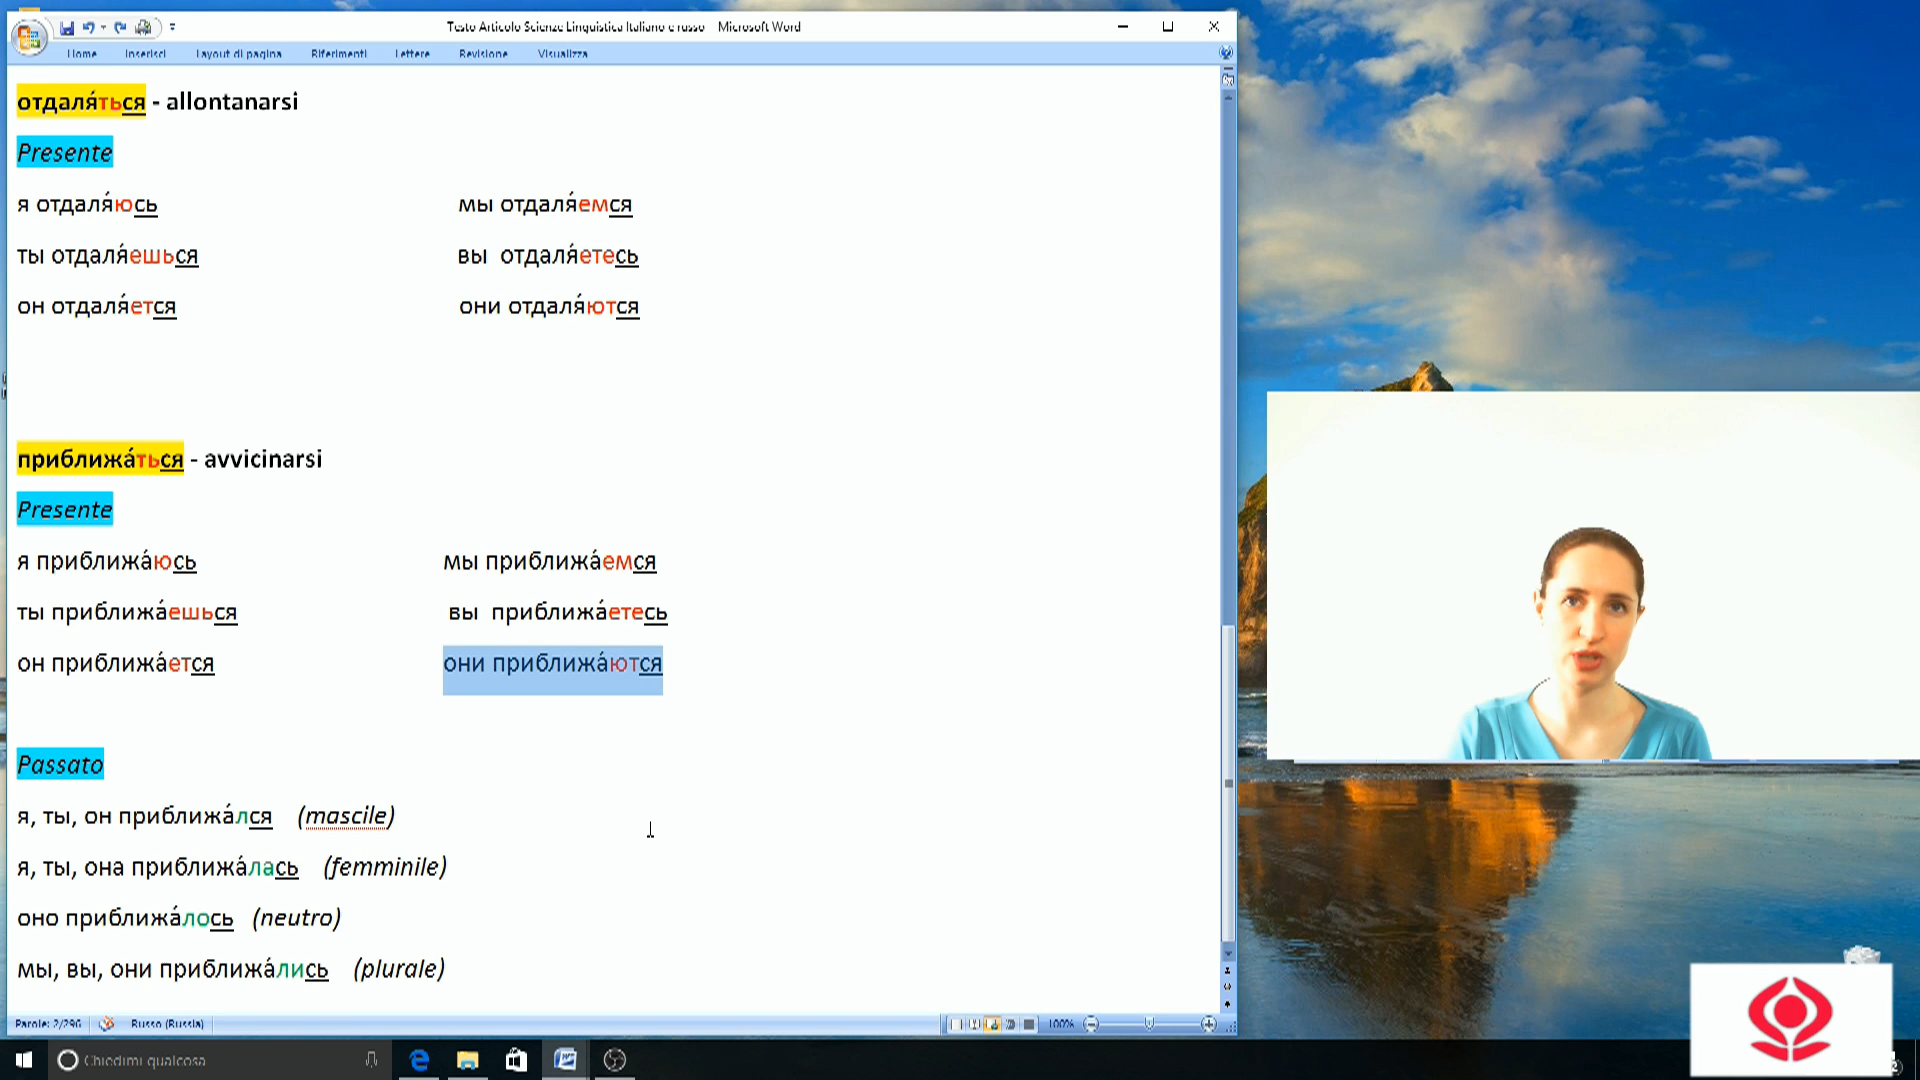 Testo Articolo Scienze Linguistica Italiano e russo - Microsoft Word
Home Inserisci Layout di pagina Riferimenti Lettere Revisione Visualizza
отдаля́ться - allontanarsi
Presente
я отдаля́юсь мы отдаля́емся
ты отдаля́ешься вы отдаля́етесь
он отдаля́ется они отдаля́ются
приближа́ться - avvicinarsi
Presente
я приближа́юсь мы приближа́емся
ты приближа́ешься вы приближа́етесь
он приближа́ется они приближа́ются
Passato
я, ты, он приближа́лся (mascile)
я, ты, она приближа́лась (femminile)
оно приближа́лось (neutro)
мы, вы, они приближа́лись (plurale)
Parole: 2/296 Russo (Russia) 100%
Chiedimi qualcosa